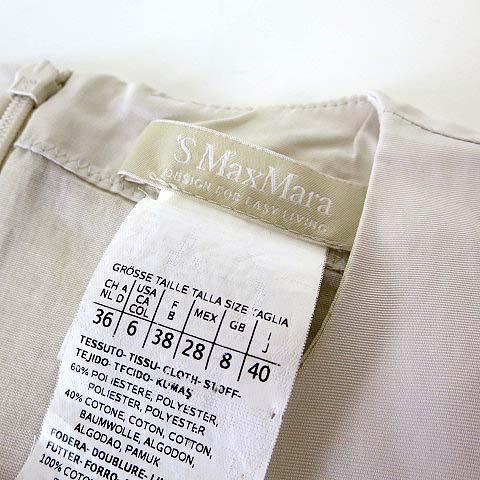 'S MaxMara
DESIGN FOR EASY LIVING
GRÖSSE TAILLE TALLA SIZE TAGLIA
CH A USA F MEX GB I
NL D CA B J
COL
36 6 38 28 8 40
TESSUTO-TISSU-CLOTH-STOFF-
TEJIDO-TECIDO-KUMAS
60% POLIESTERE, POLYESTER,
POLIESTER, POLYESTER
40% COTONE, COTON, COTTON,
BAUMWOLLE, ALGODON,
ALGODAO, PAMUK
FODERA-DOUBLURE-
FUTTER-FORRO-
100% COTONE